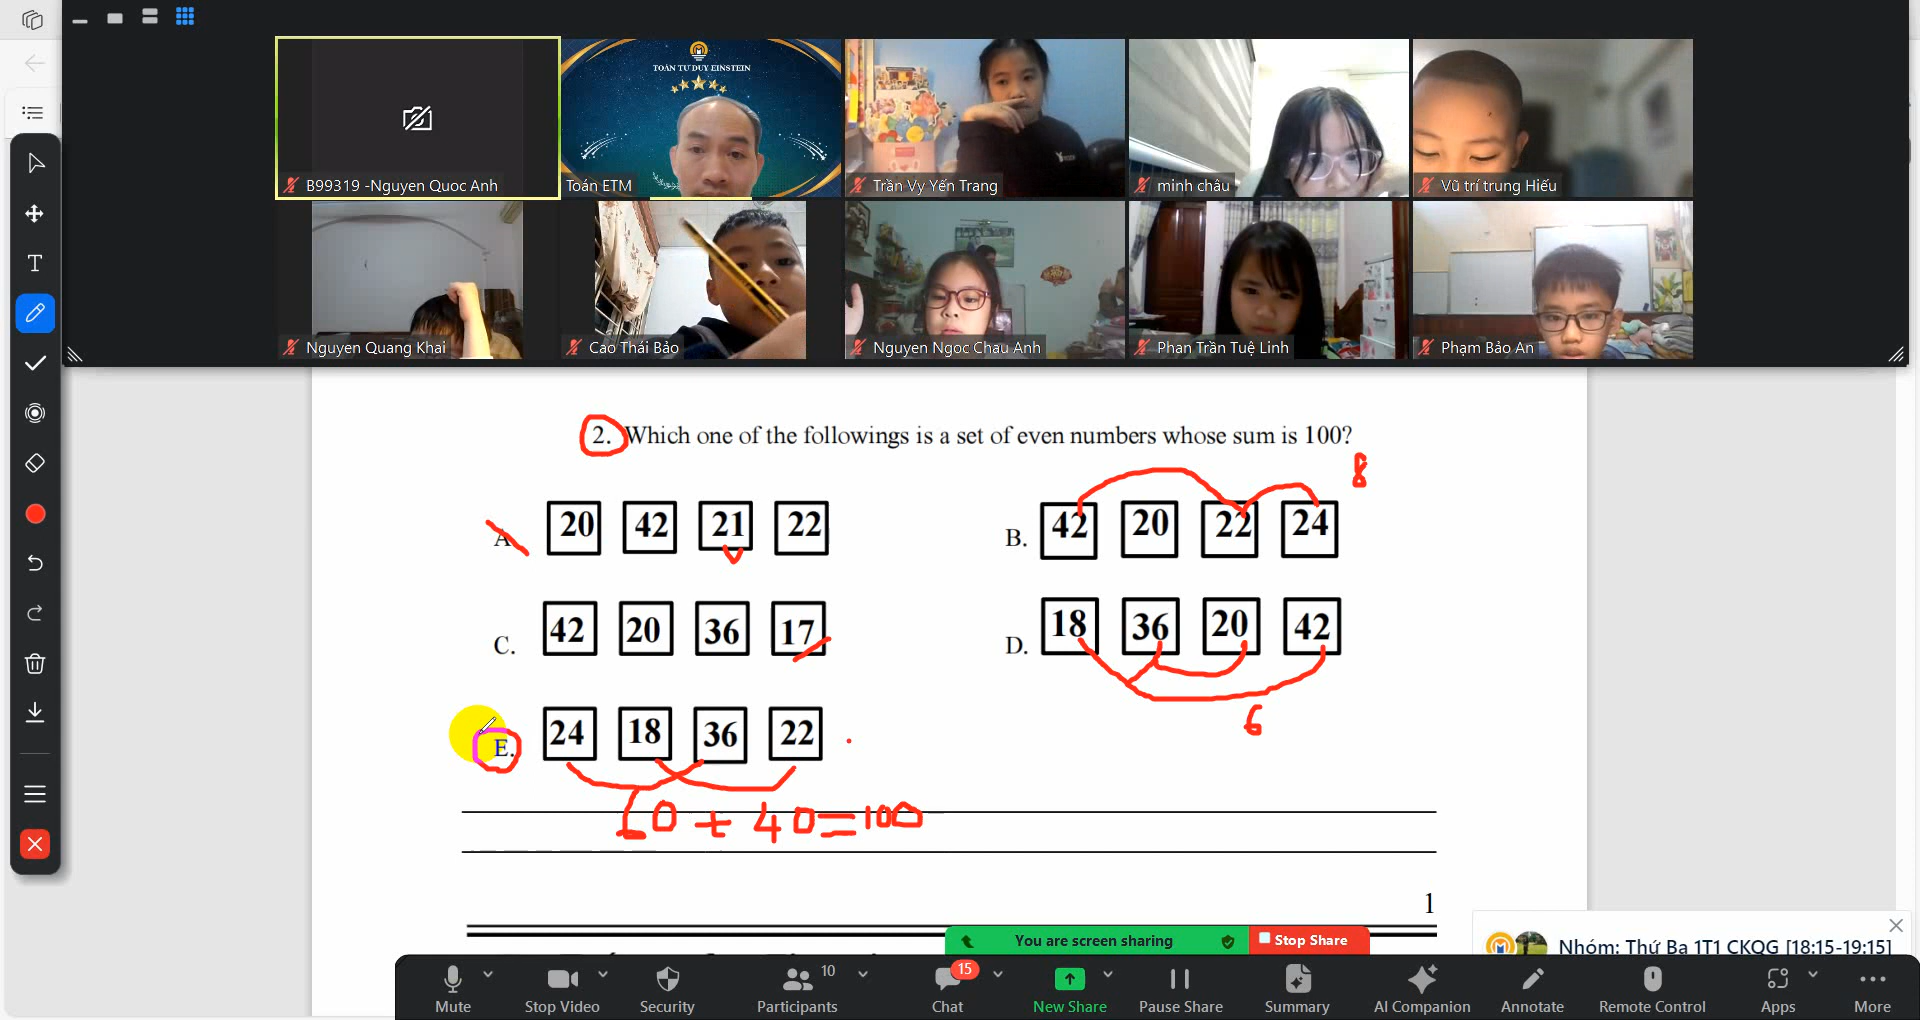 TOÁN TƯ DUY EINSTEIN
B99319 -Nguyen Quoc Anh
Toán ETM
Trần Vy Yến Trang
minh châu
Vũ trí trung Hiếu
Nguyen Quang Khai
Cao Thái Bảo
Nguyen Ngoc Chau Anh
Phan Trần Tuệ Linh
Phạm Bảo An
T
2. Which one of the followings is a set of even numbers whose sum is 100?
8
A. 20 42 21 22
B. 42 20 22 24
C. 42 20 36 17
D. 18 36 20 42
6
E. 24 18 36 22
60 + 40 = 100
1
You are screen sharing
Stop Share
Nhóm: Thứ Ba 1T1 CKQG [18:15-19:15]
10
15
Mute
Stop Video
Security
Participants
Chat
New Share
Pause Share
Summary
AI Companion
Annotate
Remote Control
Apps
More